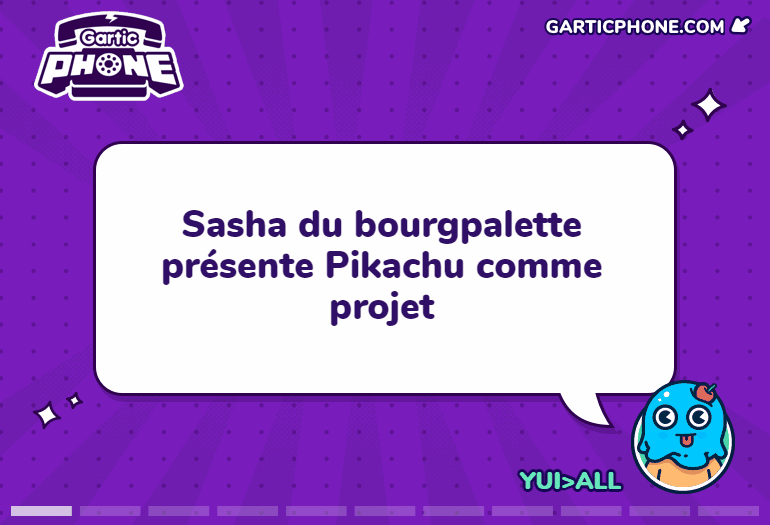 Gartic
PHONE
GARTICPHONE.COM
Sasha du bourgpalette
présente Pikachu comme
projet
YUI>ALL